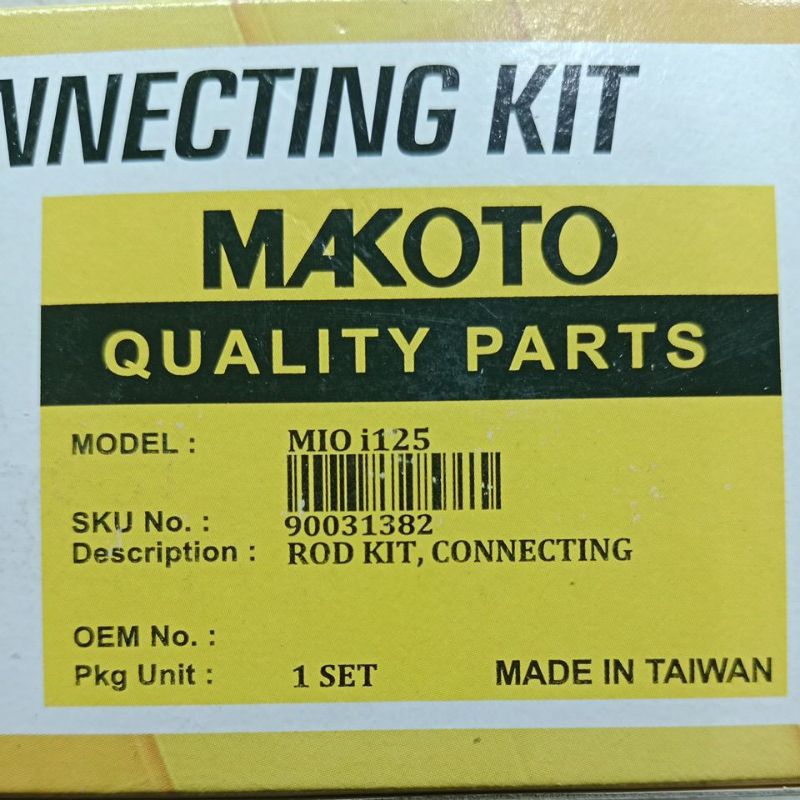 NNECTING KIT
MAKOTO
QUALITY PARTS
MODEL : MIO i125
SKU No. : 90031382
Description : ROD KIT, CONNECTING
OEM No. :
Pkg Unit : 1 SET MADE IN TAIWAN